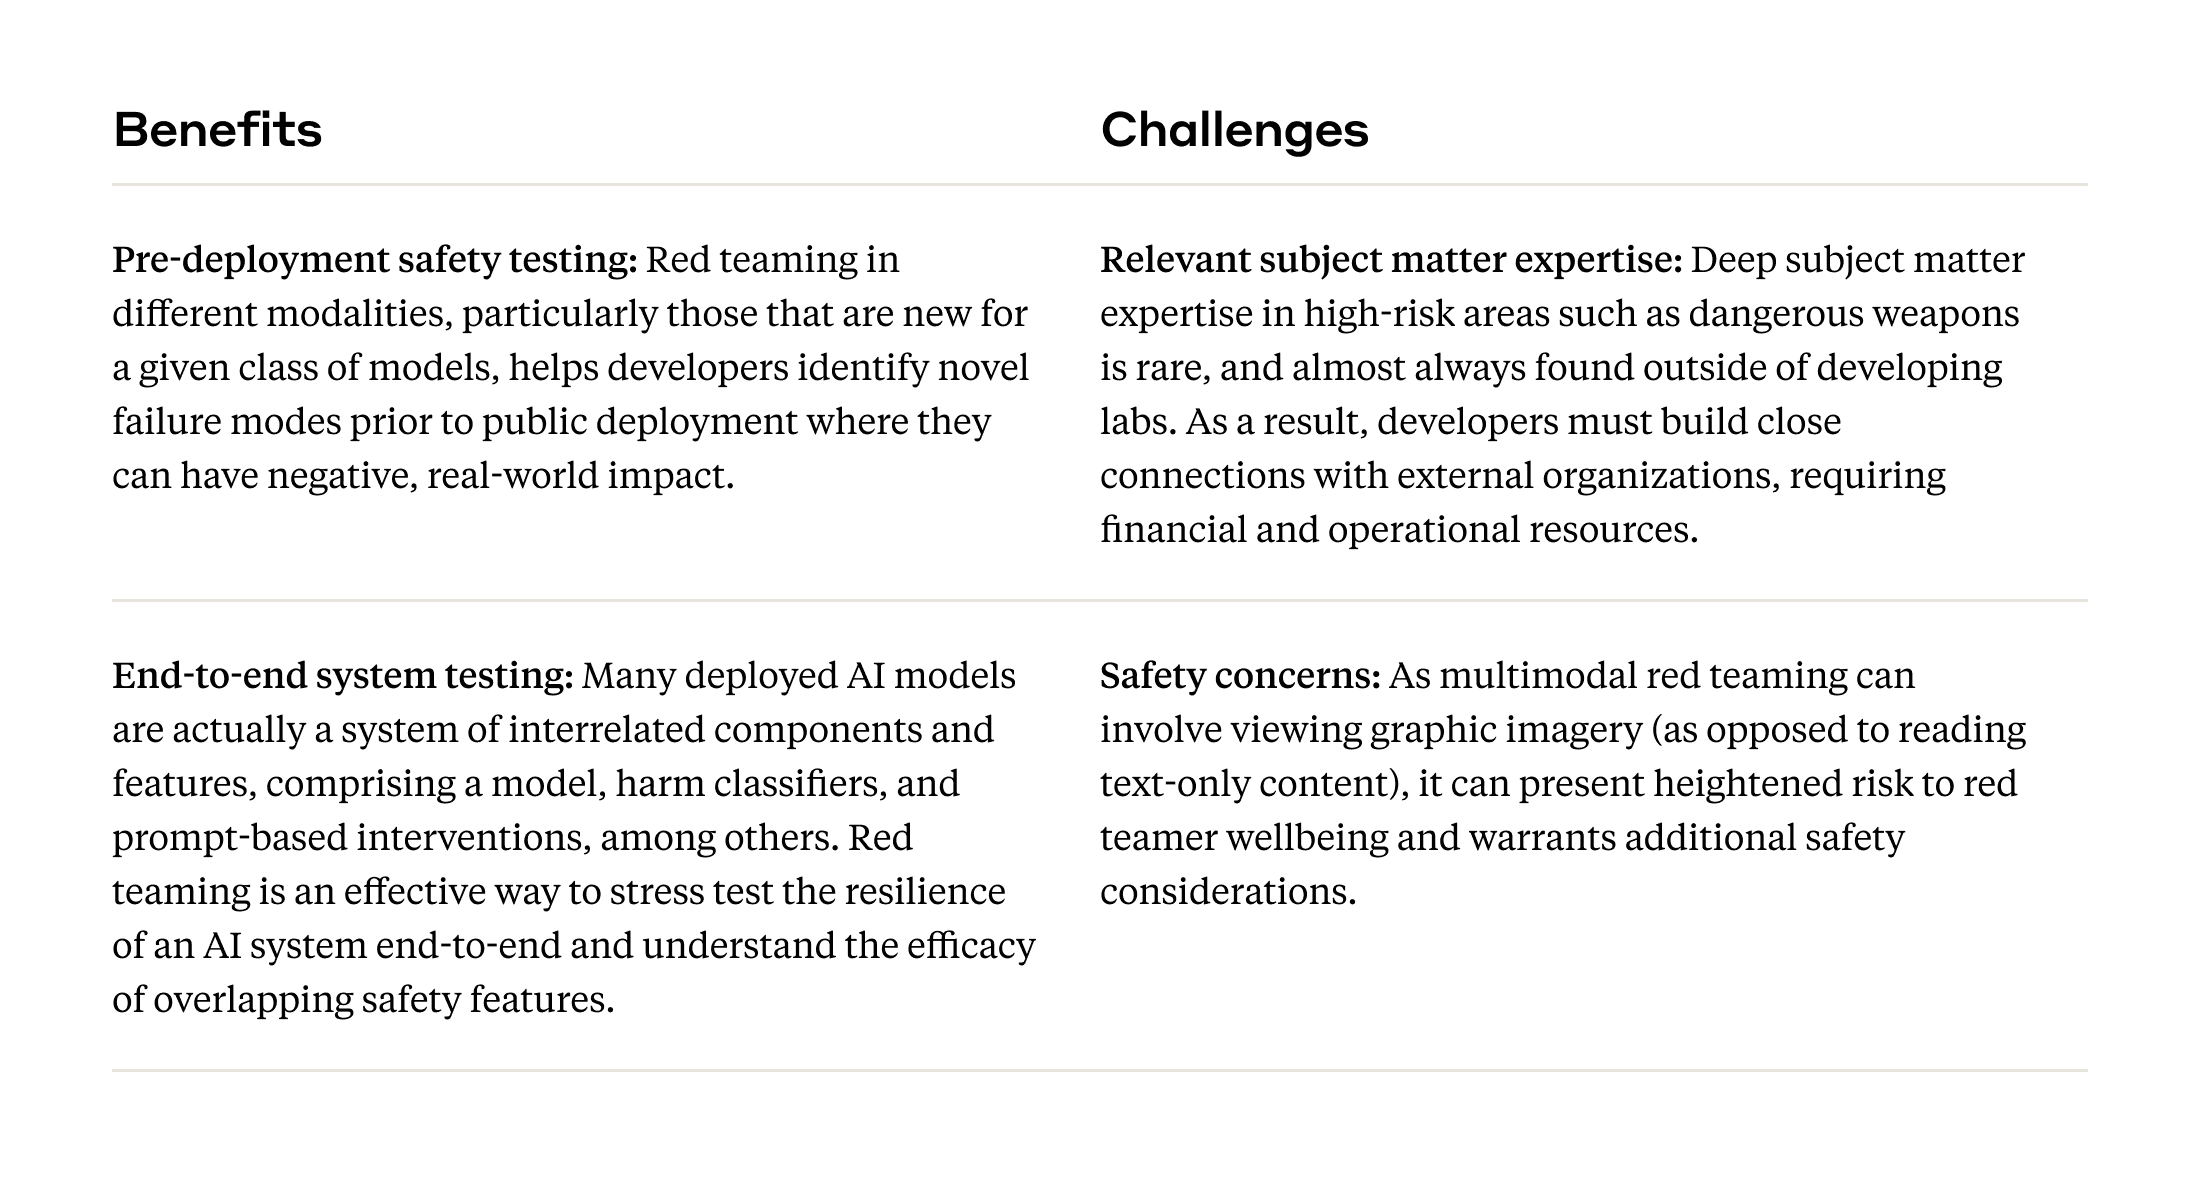 Benefits
Challenges
Pre-deployment safety testing: Red teaming in
different modalities, particularly those that are new for
a given class of models, helps developers identify novel
failure modes prior to public deployment where they
can have negative, real-world impact.
Relevant subject matter expertise: Deep subject matter
expertise in high-risk areas such as dangerous weapons
is rare, and almost always found outside of developing
labs. As a result, developers must build close
connections with external organizations, requiring
financial and operational resources.
End-to-end system testing: Many deployed AI models
are actually a system of interrelated components and
features, comprising a model, harm classifiers, and
prompt-based interventions, among others. Red
teaming is an effective way to stress test the resilience
of an AI system end-to-end and understand the efficacy
of overlapping safety features.
Safety concerns: As multimodal red teaming can
involve viewing graphic imagery (as opposed to reading
text-only content), it can present heightened risk to red
teamer wellbeing and warrants additional safety
considerations.